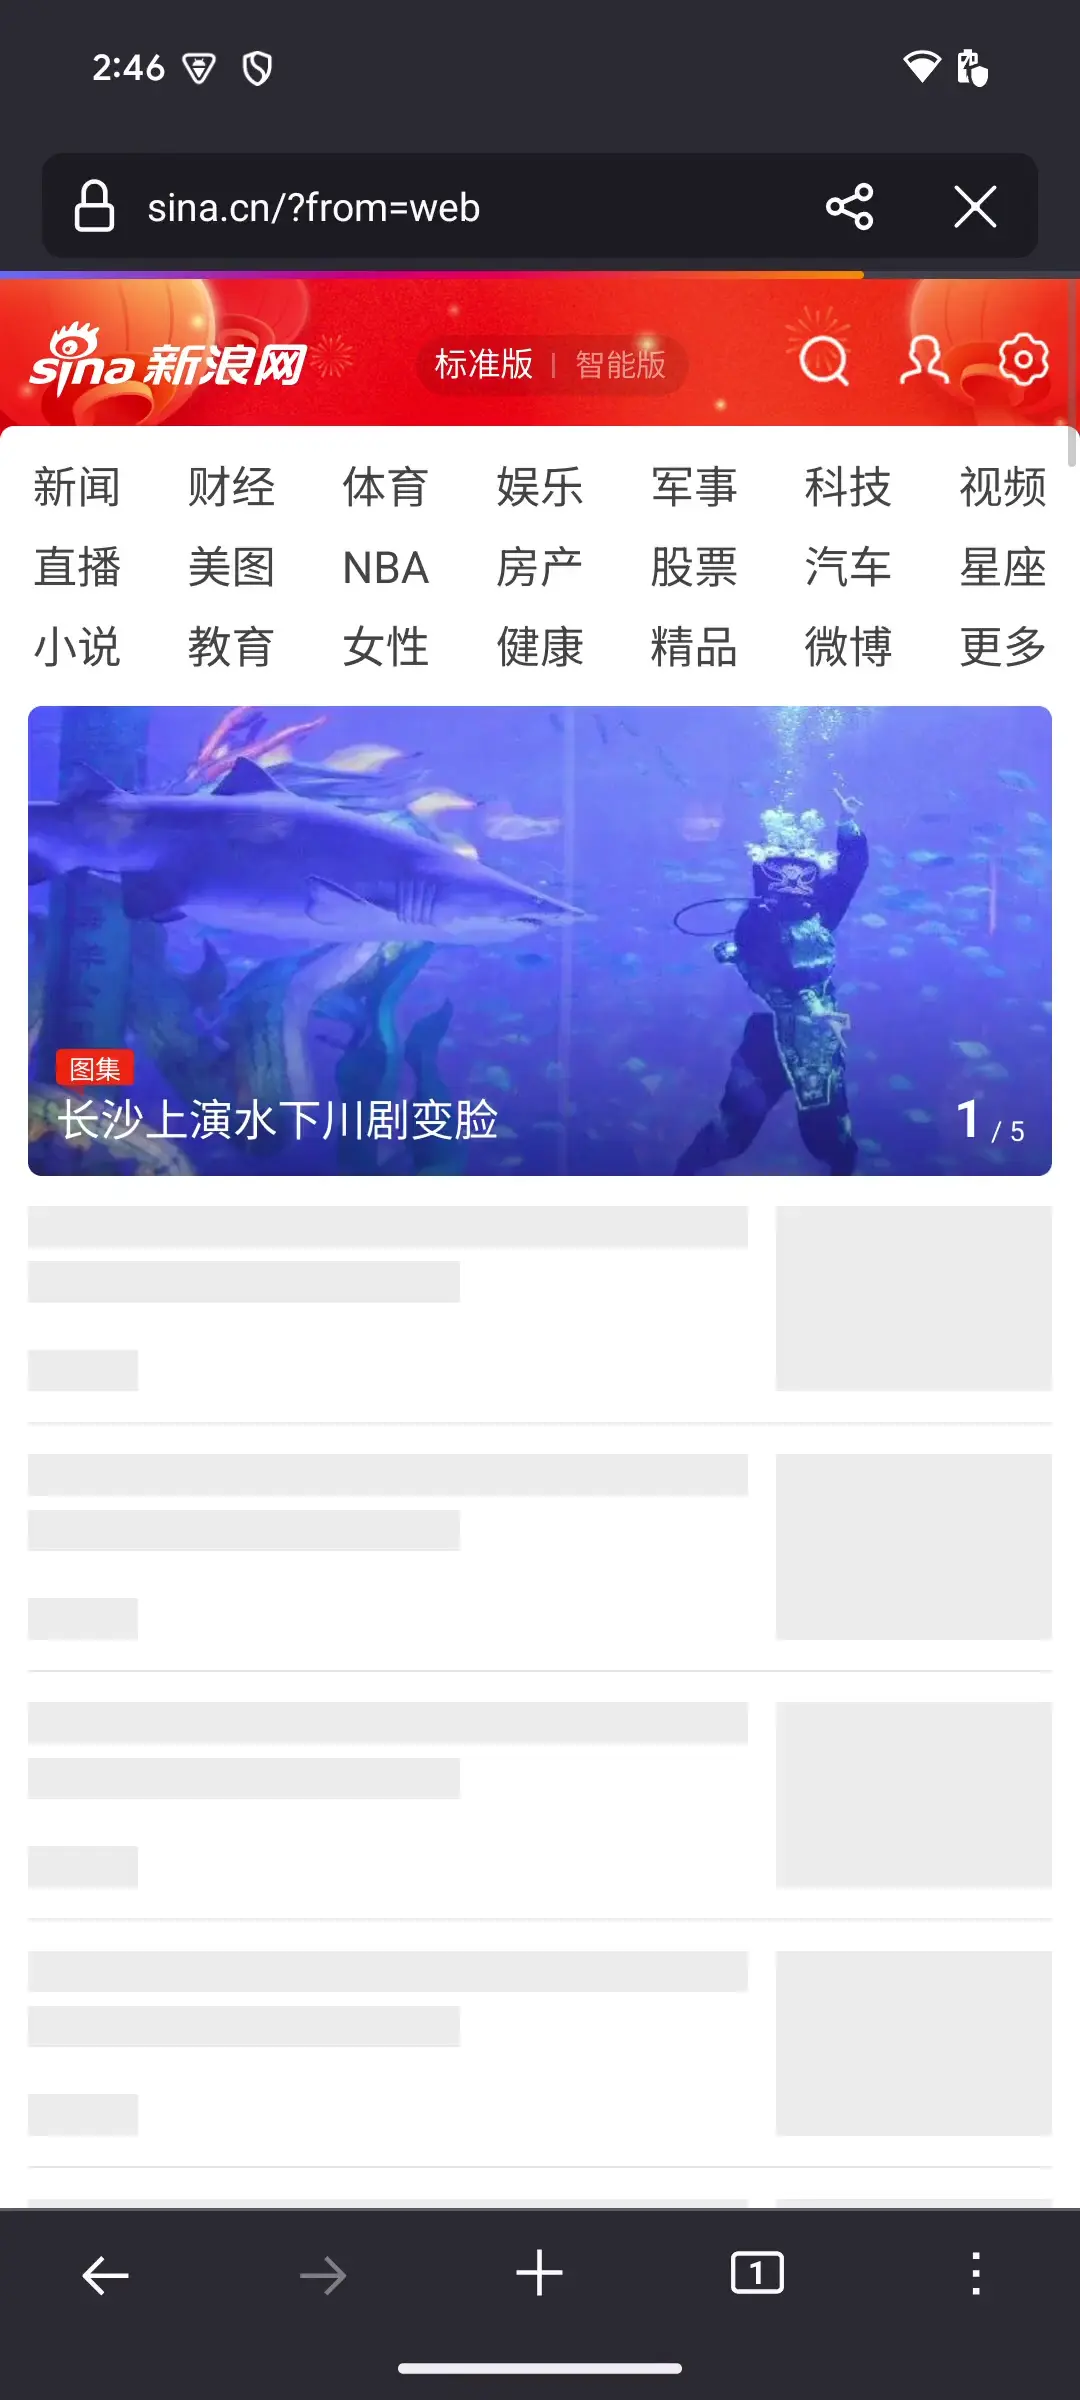 2:46
sina.cn/?from=web
sina 新浪网
标准版 | 智能版
新闻 财经 体育 娱乐 军事 科技 视频
直播 美图 NBA 房产 股票 汽车 星座
小说 教育 女性 健康 精品 微博 更多
图集
长沙上演水下川剧变脸
1 / 5
1